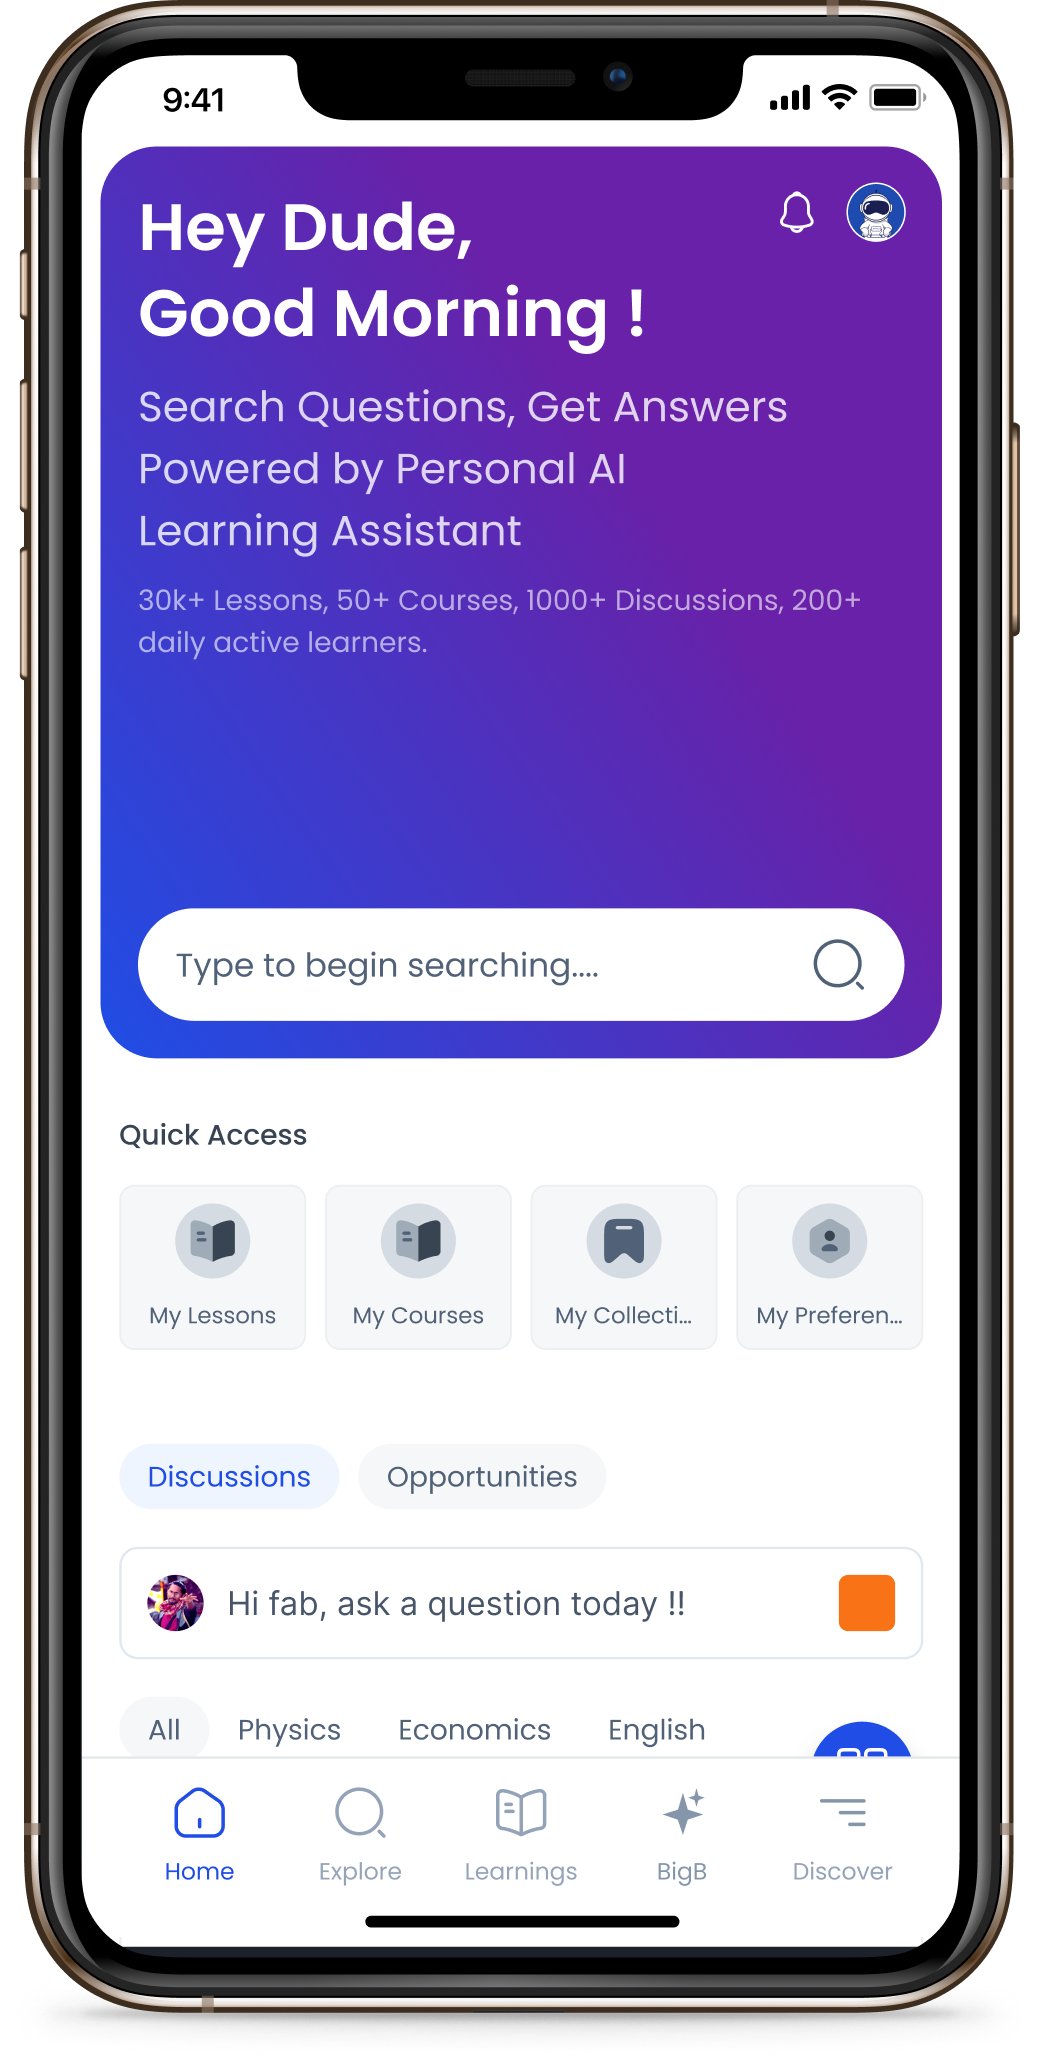 9:41
Hey Dude,
Good Morning !
Search Questions, Get Answers
Powered by Personal AI
Learning Assistant
30k+ Lessons, 50+ Courses, 1000+ Discussions, 200+
daily active learners.
Type to begin searching....
Quick Access
My Lessons
My Courses
My Collecti...
My Preferen...
Discussions
Opportunities
Hi fab, ask a question today !!
All
Physics
Economics
English
Home
Explore
Learnings
BigB
Discover